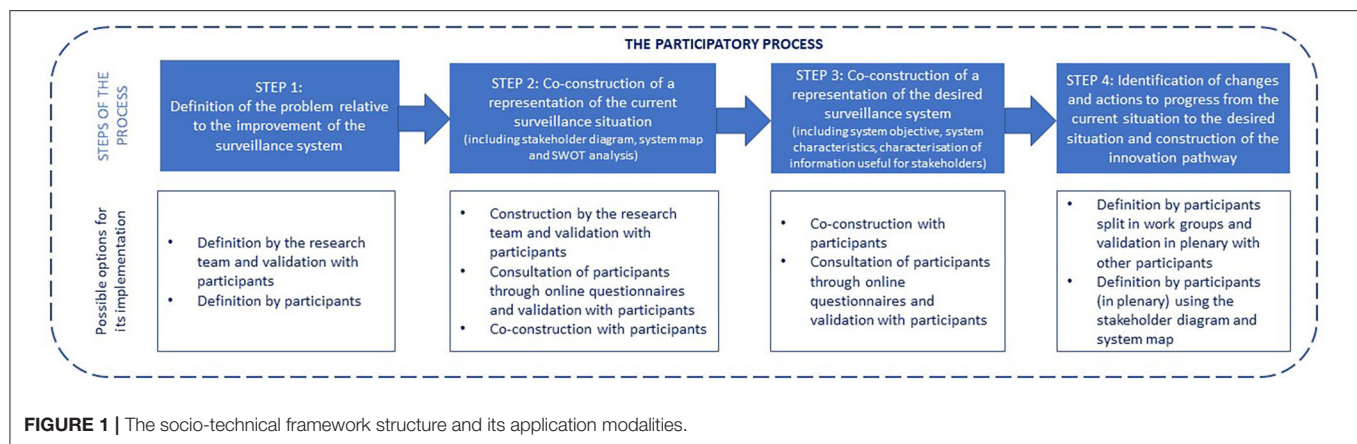 THE PARTICIPATORY PROCESS
STEPS OF THE
PROCESS
STEP 1:
Definition of the problem relative
to the improvement of the
surveillance system
STEP 2: Co-construction of a
representation of the current
surveillance situation
(including stakeholder diagram, system map
and SWOT analysis)
STEP 3: Co-construction of a
representation of the desired
surveillance system
(including system objective, system
characteristics, characterisation of
information useful for stakeholders)
STEP 4: Identification of changes
and actions to progress from the
current situation to the desired
situation and construction of the
innovation pathway
Possible options for
its implementation
• Definition by the research
team and validation with
participants
• Definition by participants
• Construction by the research
team and validation with
participants
• Consultation of participants
through online questionnaires
and validation with participants
• Co-construction with participants
• Co-construction with
participants
• Consultation of participants
through online
questionnaires and
validation with participants
• Definition by participants
split in work groups and
validation in plenary with
other participants
• Definition by participants
(in plenary) using the
stakeholder diagram and
system map
FIGURE 1 | The socio-technical framework structure and its application modalities.